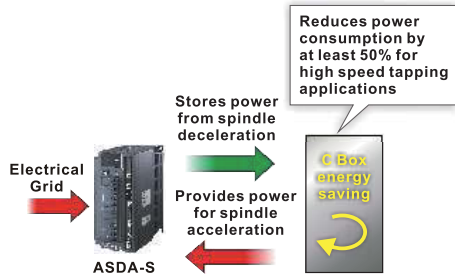 Reduces power
consumption by
at least 50% for
high speed tapping
applications
Stores power
from spindle
deceleration
C Box
energy
saving
Electrical
Grid
Provides power
for spindle
acceleration
ASDA-S